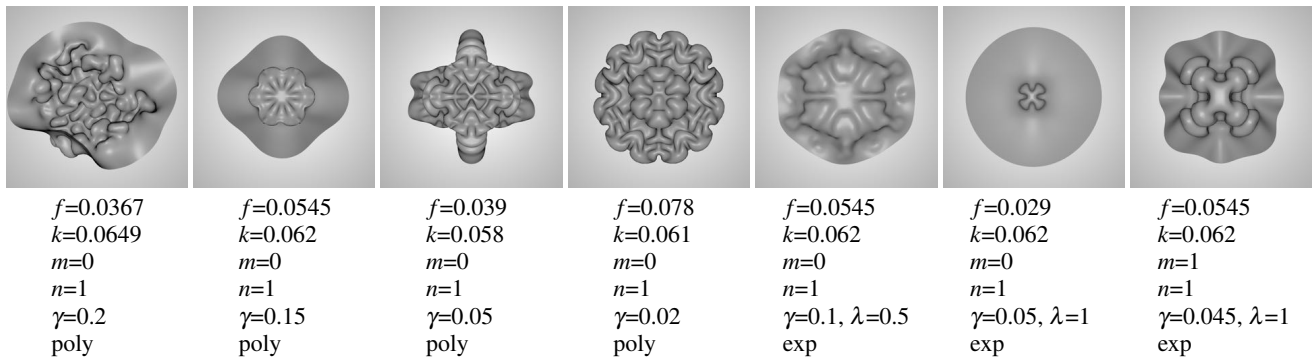 f=0.0367
k=0.0649
m=0
n=1
γ=0.2
poly
f=0.0545
k=0.062
m=0
n=1
γ=0.15
poly
f=0.039
k=0.058
m=0
n=1
γ=0.05
poly
f=0.078
k=0.061
m=0
n=1
γ=0.02
poly
f=0.0545
k=0.062
m=0
n=1
γ=0.1, λ=0.5
exp
f=0.029
k=0.062
m=0
n=1
γ=0.05, λ=1
exp
f=0.0545
k=0.062
m=1
n=1
γ=0.045, λ=1
exp